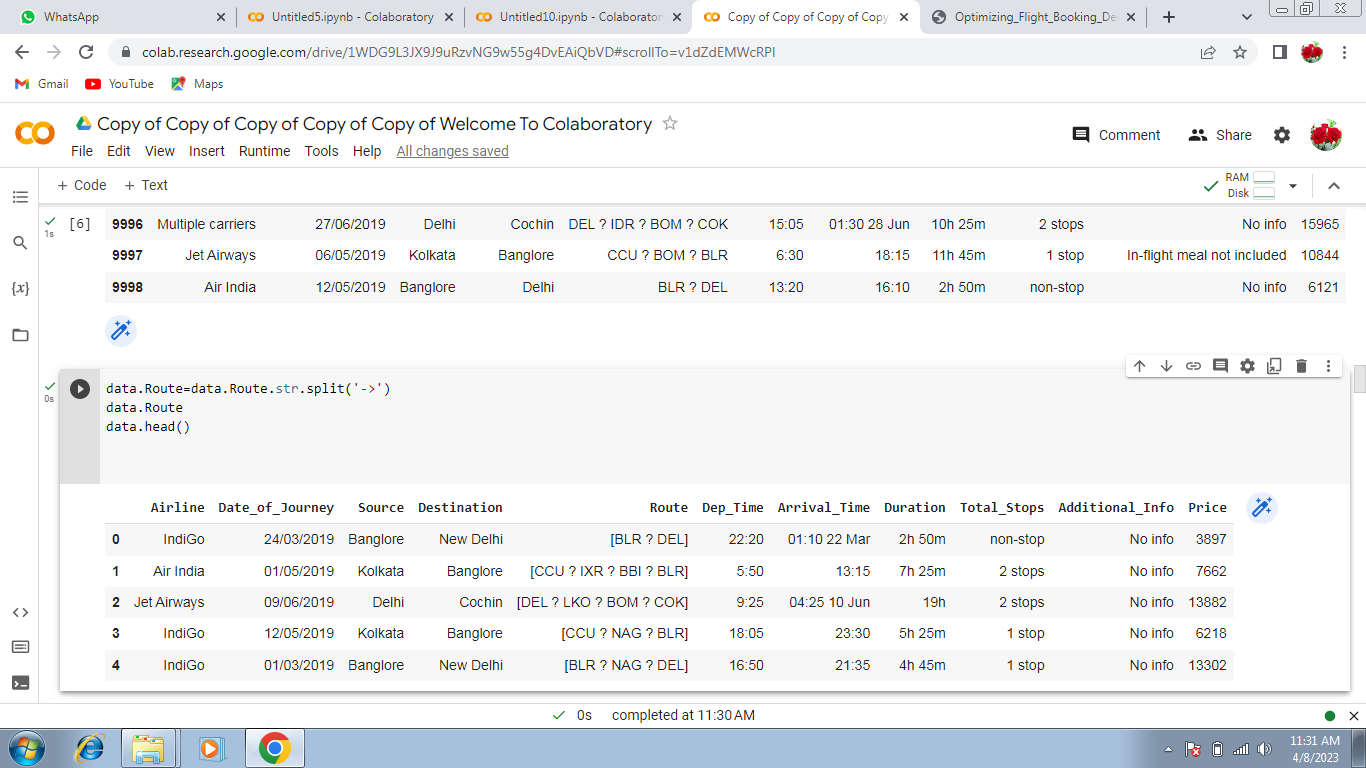 WhatsApp
Untitled5.ipynb - Colaboratory
Untitled10.ipynb - Colaborator
Copy of Copy of Copy of Copy
Optimizing_Flight_Booking_De
colab.research.google.com/drive/1WDG9L3JX9J9uRzvNG9w55g4DvEAiQbVD#scrollTo=v1dZdEMWcRPI
Gmail YouTube Maps
Copy of Copy of Copy of Copy of Copy of Welcome To Colaboratory
Comment Share
File Edit View Insert Runtime Tools Help All changes saved
+ Code + Text
RAM
Disk
[6] 9996 Multiple carriers 27/06/2019 Delhi Cochin DEL ? IDR ? BOM ? COK 15:05 01:30 28 Jun 10h 25m 2 stops No info 15965
1s
9997 Jet Airways 06/05/2019 Kolkata Banglore CCU ? BOM ? BLR 6:30 18:15 11h 45m 1 stop In-flight meal not included 10844
9998 Air India 12/05/2019 Banglore Delhi BLR ? DEL 13:20 16:10 2h 50m non-stop No info 6121
{x}
0s
data.Route=data.Route.str.split('->')
data.Route
data.head()
Airline Date_of_Journey Source Destination Route Dep_Time Arrival_Time Duration Total_Stops Additional_Info Price
0 IndiGo 24/03/2019 Banglore New Delhi [BLR ? DEL] 22:20 01:10 22 Mar 2h 50m non-stop No info 3897
1 Air India 01/05/2019 Kolkata Banglore [CCU ? IXR ? BBI ? BLR] 5:50 13:15 7h 25m 2 stops No info 7662
2 Jet Airways 09/06/2019 Delhi Cochin [DEL ? LKO ? BOM ? COK] 9:25 04:25 10 Jun 19h 2 stops No info 13882
3 IndiGo 12/05/2019 Kolkata Banglore [CCU ? NAG ? BLR] 18:05 23:30 5h 25m 1 stop No info 6218
4 IndiGo 01/03/2019 Banglore New Delhi [BLR ? NAG ? DEL] 16:50 21:35 4h 45m 1 stop No info 13302
0s completed at 11:30 AM
11:31 AM
4/8/2023